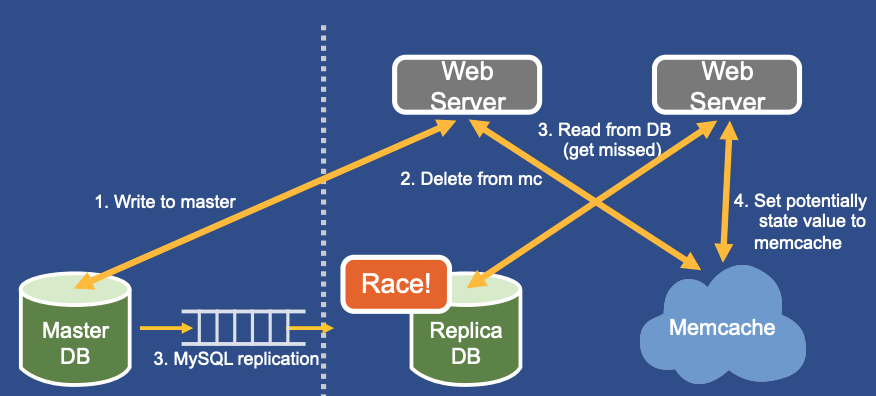 Web
Server
Web
Server
3. Read from DB
(get missed)
1. Write to master
2. Delete from mc
4. Set potentially
state value to
memcache
Race!
Master
DB
3. MySQL replication
Replica
DB
Memcache